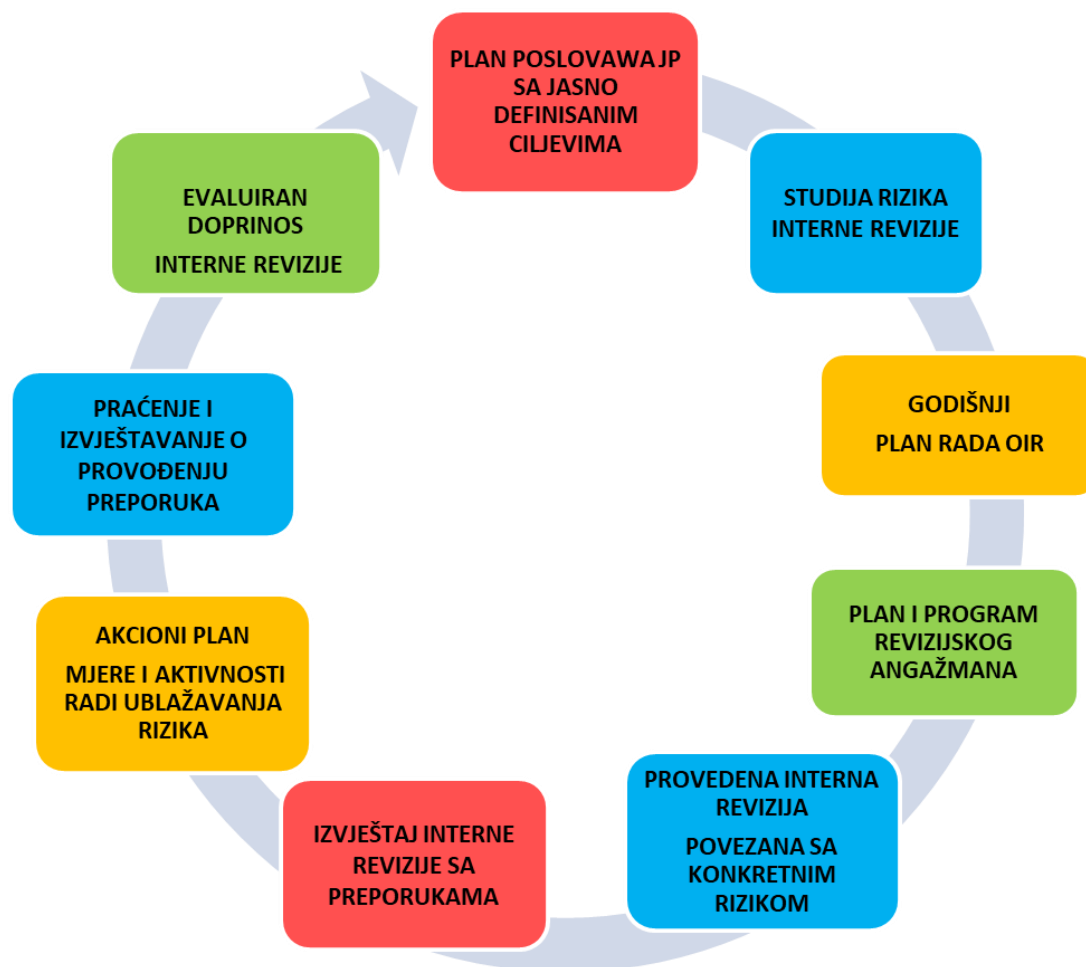 PLAN POSLOVAWA JP
SA JASNO
DEFINISANIM
CILJEVIMA
STUDIJA RIZIKA
INTERNE REVIZIJE
GODIŠNJI
PLAN RADA OIR
PLAN I PROGRAM
REVIZIJSKOG
ANGAŽMANA
PROVEDENA INTERNA
REVIZIJA
POVEZANA SA
KONKRETNIM
RIZIKOM
IZVJEŠTAJ INTERNE
REVIZIJE SA
PREPORUKAMA
AKCIONI PLAN
MJERE I AKTIVNOSTI
RADI UBLAŽAVANJA
RIZIKA
PRAĆENJE I
IZVJEŠTAVANJE O
PROVOĐENJU
PREPORUKA
EVALUIRAN
DOPRINOS
INTERNE REVIZIJE